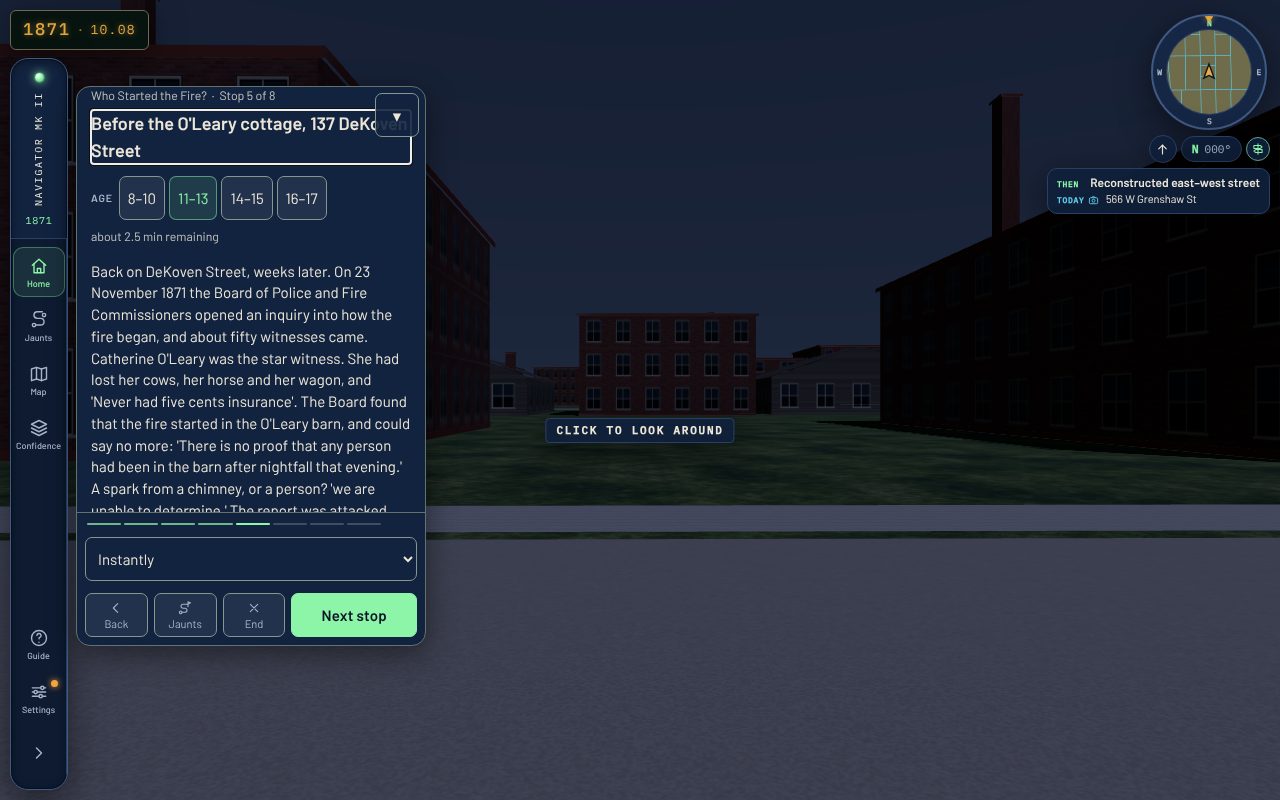 1871 · 10.08
NAVIGATOR MK II
1871
Home
Jaunts
Map
Confidence
Guide
Settings
Who Started the Fire? · Stop 5 of 8
Before the O'Leary cottage, 137 DeKoven
Street
▼
AGE 8–10 11–13 14–15 16–17
about 2.5 min remaining
Back on DeKoven Street, weeks later. On 23
November 1871 the Board of Police and Fire
Commissioners opened an inquiry into how the
fire began, and about fifty witnesses came.
Catherine O'Leary was the star witness. She had
lost her cows, her horse and her wagon, and
'Never had five cents insurance'. The Board found
that the fire started in the O'Leary barn, and could
say no more: 'There is no proof that any person
had been in the barn after nightfall that evening.'
A spark from a chimney, or a person? 'we are
unable to determine.' The report was attacked
Instantly
Back
Jaunts
End
Next stop
CLICK TO LOOK AROUND
N
W
E
S
N 000°
THEN Reconstructed east–west street
TODAY 566 W Grenshaw St